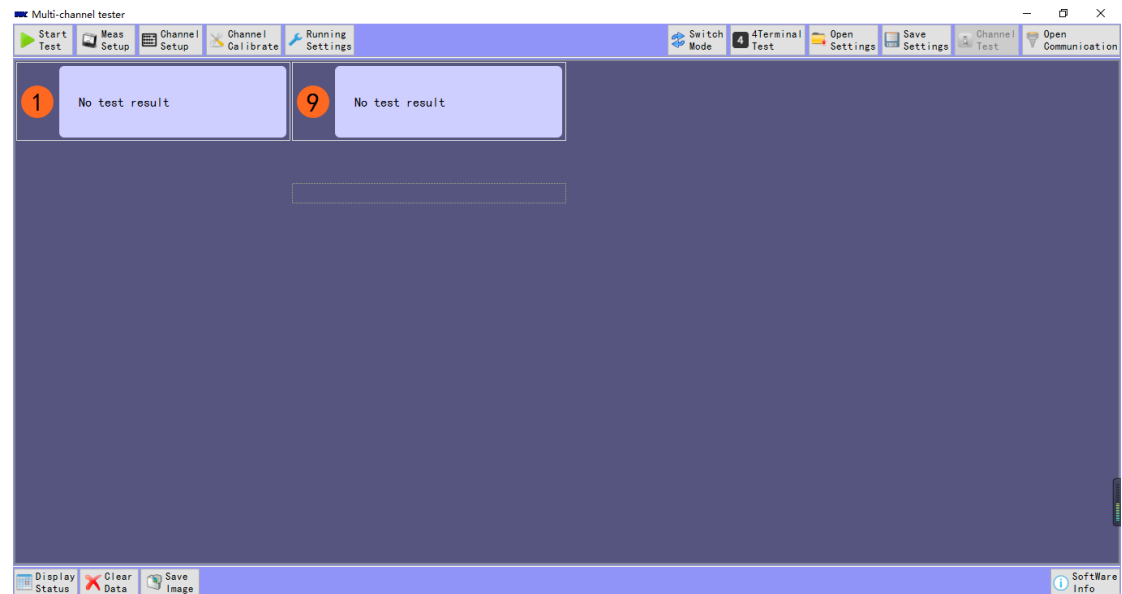 Multi-channel tester
Start Test
Meas Setup
Channel Setup
Channel Calibrate
Running Settings
Switch Mode
4 4Terminal Test
Open Settings
Save Settings
Channel Test
Open Communication
1 No test result
9 No test result
Display Status
Clear Data
Save Image
SoftWare Info